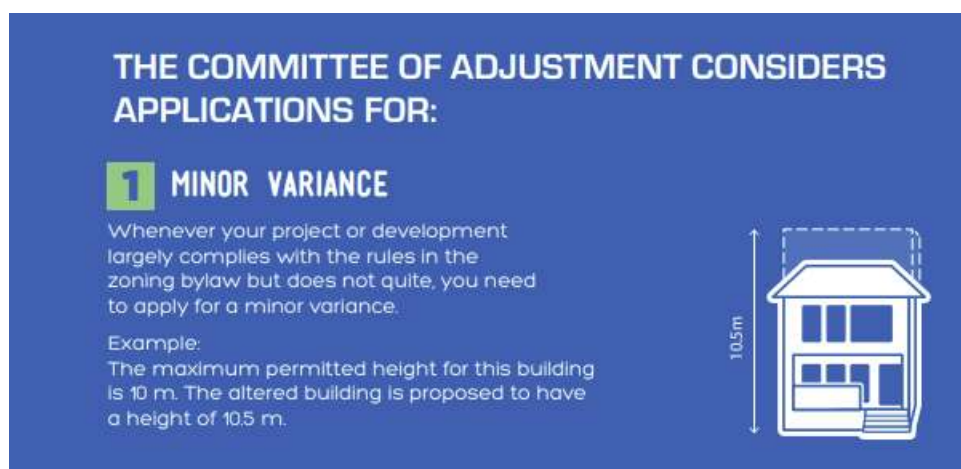 THE COMMITTEE OF ADJUSTMENT CONSIDERS
APPLICATIONS FOR:
1 MINOR VARIANCE
Whenever your project or development
largely complies with the rules in the
zoning bylaw but does not quite, you need
to apply for a minor variance.
Example:
The maximum permitted height for this building
is 10 m. The altered building is proposed to have
a height of 10.5 m.
10.5m